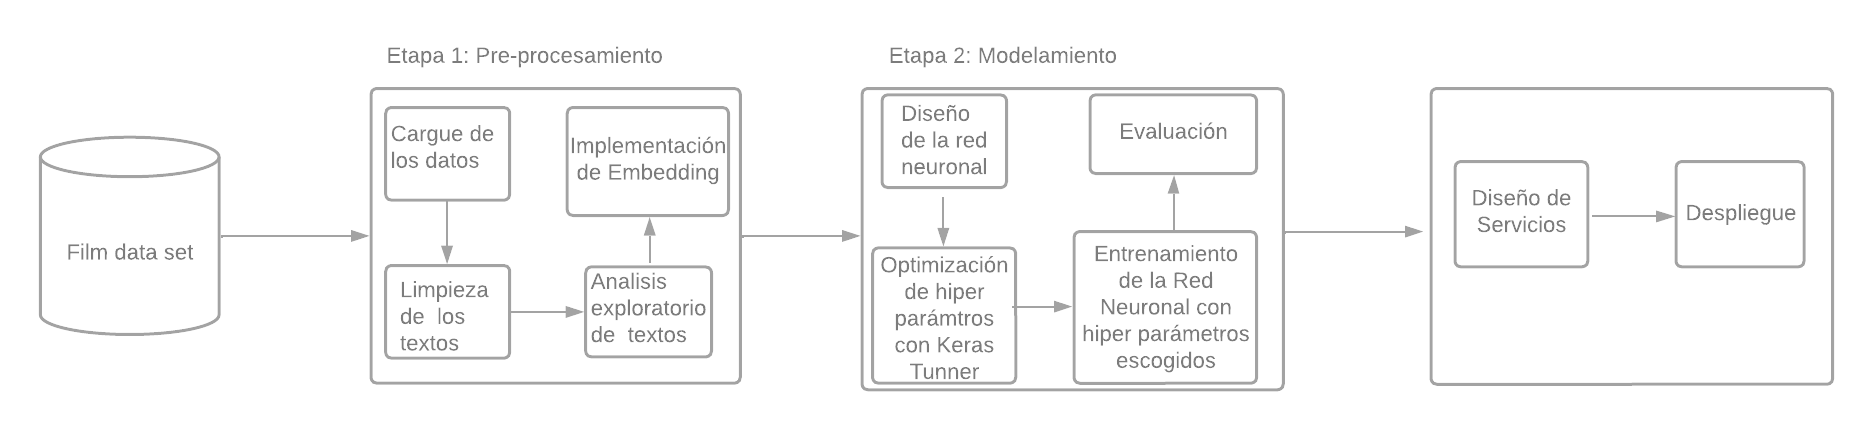 Film data set
Etapa 1: Pre-procesamiento
Cargue de
los datos
Limpieza
de los
textos
Analisis
exploratorio
de textos
Implementación
de Embedding
Etapa 2: Modelamiento
Diseño
de la red
neuronal
Optimización
de hiper
parámtros
con Keras
Tunner
Entrenamiento
de la Red
Neuronal con
hiper parámetros
escogidos
Evaluación
Diseño de
Servicios
Despliegue